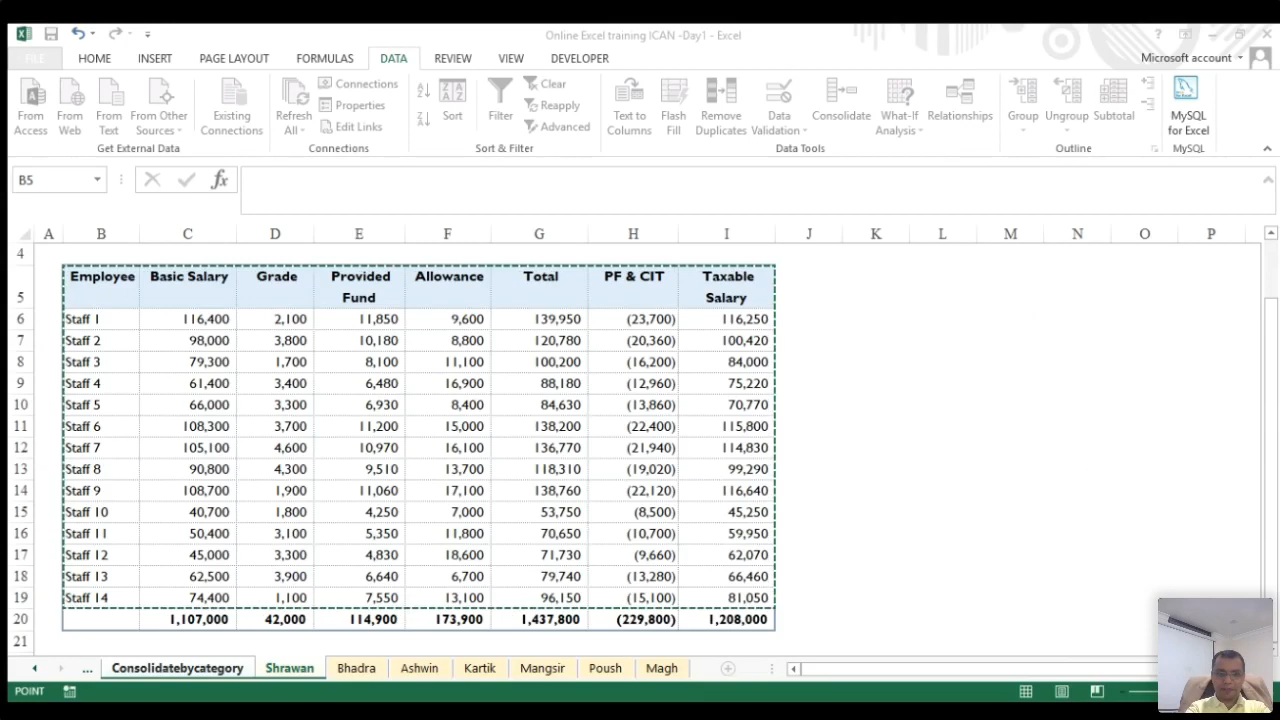 Online Excel training ICAN -Day1 - Excel
FILE HOME INSERT PAGE LAYOUT FORMULAS DATA REVIEW VIEW DEVELOPER Microsoft account
From Access
From Web
From Text
From Other Sources
Existing Connections
Get External Data
Refresh All
Connections
Properties
Edit Links
Connections
Sort
Filter
Clear
Reapply
Advanced
Sort & Filter
Text to Columns
Flash Fill
Remove Duplicates
Data Validation
Consolidate
What-If Analysis
Relationships
Data Tools
Group
Ungroup
Subtotal
Outline
MySQL for Excel
MySQL
B5 fx
A B C D E F G H I J K L M N O P
4
5 Employee Basic Salary Grade Provided Fund Allowance Total PF & CIT Taxable Salary
6 Staff 1 116,400 2,100 11,850 9,600 139,950 (23,700) 116,250
7 Staff 2 98,000 3,800 10,180 8,800 120,780 (20,360) 100,420
8 Staff 3 79,300 1,700 8,100 11,100 100,200 (16,200) 84,000
9 Staff 4 61,400 3,400 6,480 16,900 88,180 (12,960) 75,220
10 Staff 5 66,000 3,300 6,930 8,400 84,630 (13,860) 70,770
11 Staff 6 108,300 3,700 11,200 15,000 138,200 (22,400) 115,800
12 Staff 7 105,100 4,600 10,970 16,100 136,770 (21,940) 114,830
13 Staff 8 90,800 4,300 9,510 13,700 118,310 (19,020) 99,290
14 Staff 9 108,700 1,900 11,060 17,100 138,760 (22,120) 116,640
15 Staff 10 40,700 1,800 4,250 7,000 53,750 (8,500) 45,250
16 Staff 11 50,400 3,100 5,350 11,800 70,650 (10,700) 59,950
17 Staff 12 45,000 3,300 4,830 18,600 71,730 (9,660) 62,070
18 Staff 13 62,500 3,900 6,640 6,700 79,740 (13,280) 66,460
19 Staff 14 74,400 1,100 7,550 13,100 96,150 (15,100) 81,050
20 1,107,000 42,000 114,900 173,900 1,437,800 (229,800) 1,208,000
21
... Consolidatebycategory Shrawan Bhadra Ashwin Kartik Mangsir Poush Magh
POINT